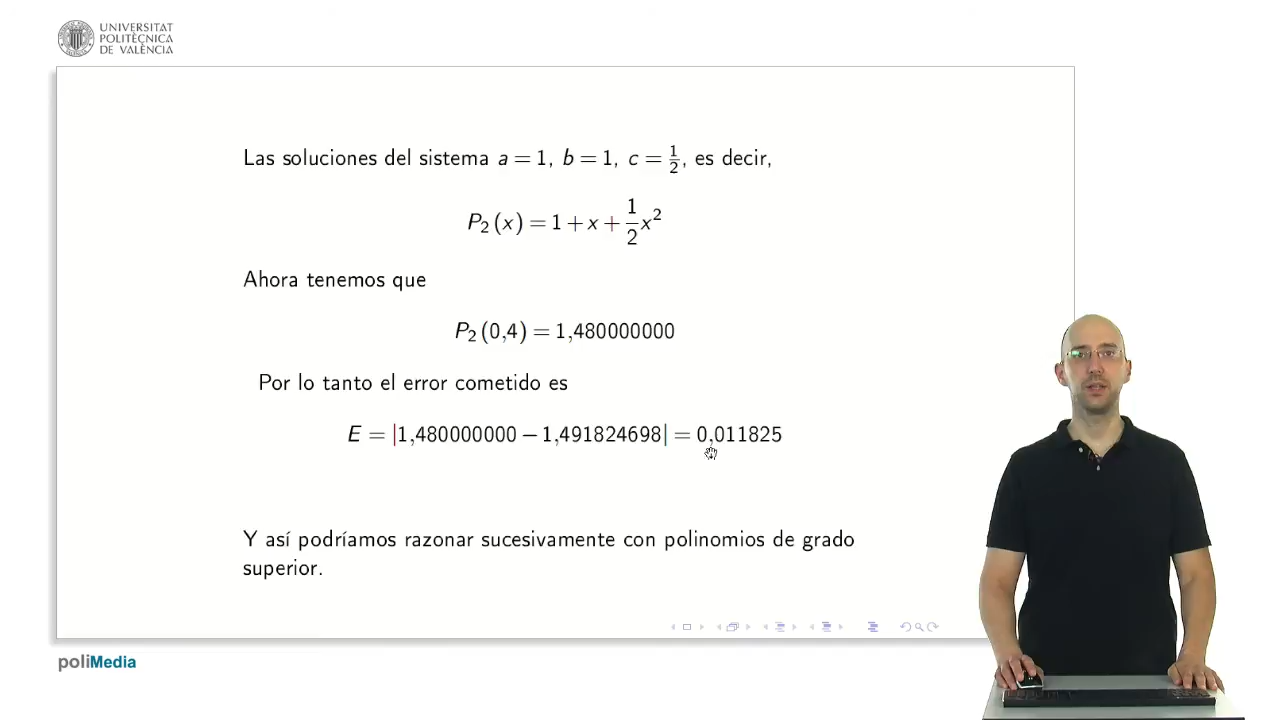 UNIVERSITAT
POLITÈCNICA
DE VALÈNCIA
Las soluciones del sistema a = 1, b = 1, c = 1/2, es decir,
P₂(x) = 1 + x + 1/2 x²
Ahora tenemos que
P₂(0,4) = 1,480000000
Por lo tanto el error cometido es
E = |1,480000000 − 1,491824698| = 0,011825
Y así podríamos razonar sucesivamente con polinomios de grado
superior.
poliMedia